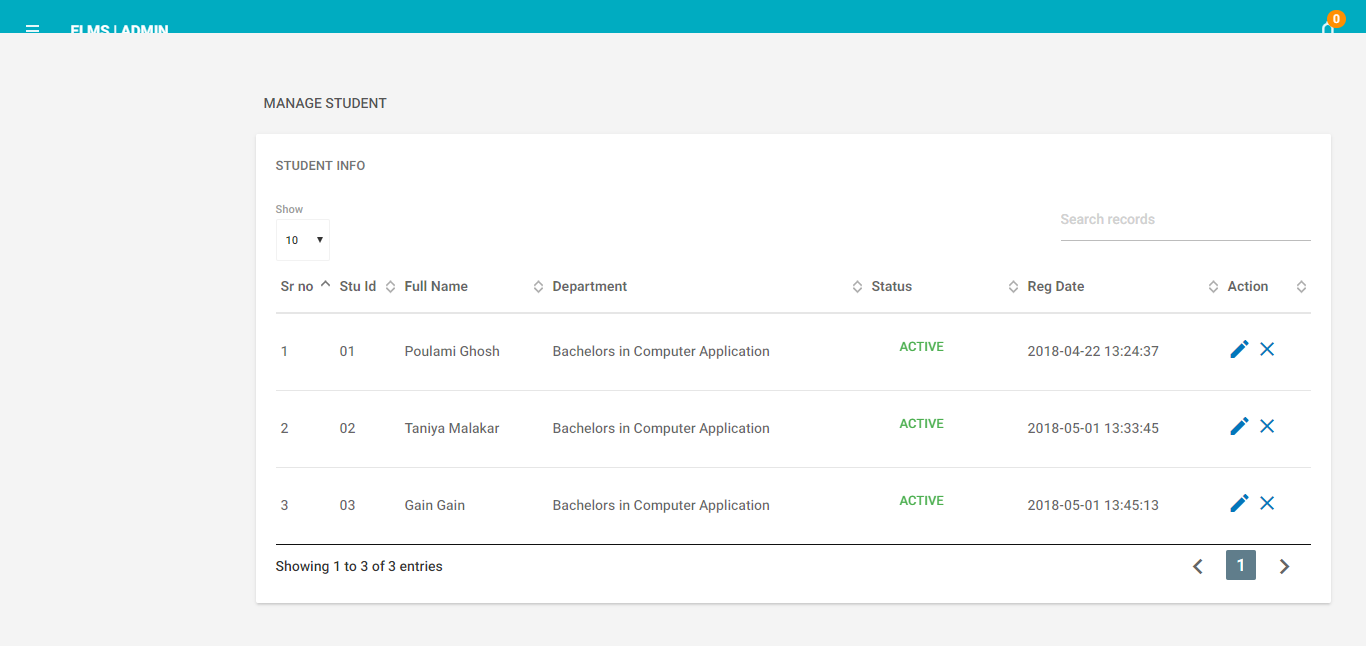 ELMS | ADMIN
0
MANAGE STUDENT
STUDENT INFO
Show
10
Search records
Sr no Stu Id Full Name Department Status Reg Date Action
1 01 Poulami Ghosh Bachelors in Computer Application ACTIVE 2018-04-22 13:24:37
2 02 Taniya Malakar Bachelors in Computer Application ACTIVE 2018-05-01 13:33:45
3 03 Gain Gain Bachelors in Computer Application ACTIVE 2018-05-01 13:45:13
Showing 1 to 3 of 3 entries
1